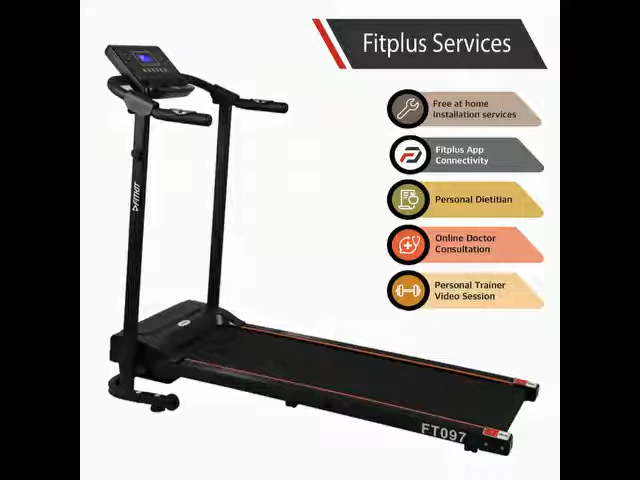 Fitplus Services
Free at home
Installation services
Fitplus App
Connectivity
Personal Dietitian
Online Doctor
Consultation
Personal Trainer
Video Session
FITKIT
FT097